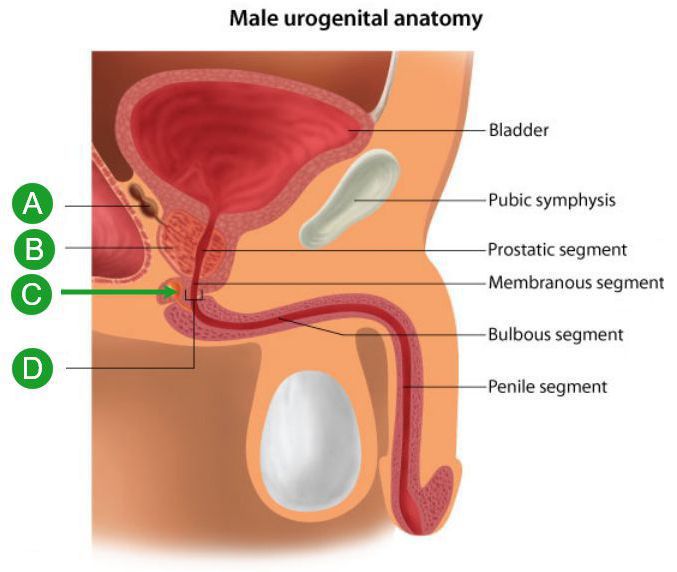 Male urogenital anatomy
Bladder
A
Pubic symphysis
B
Prostatic segment
C
Membranous segment
Bulbous segment
D
Penile segment